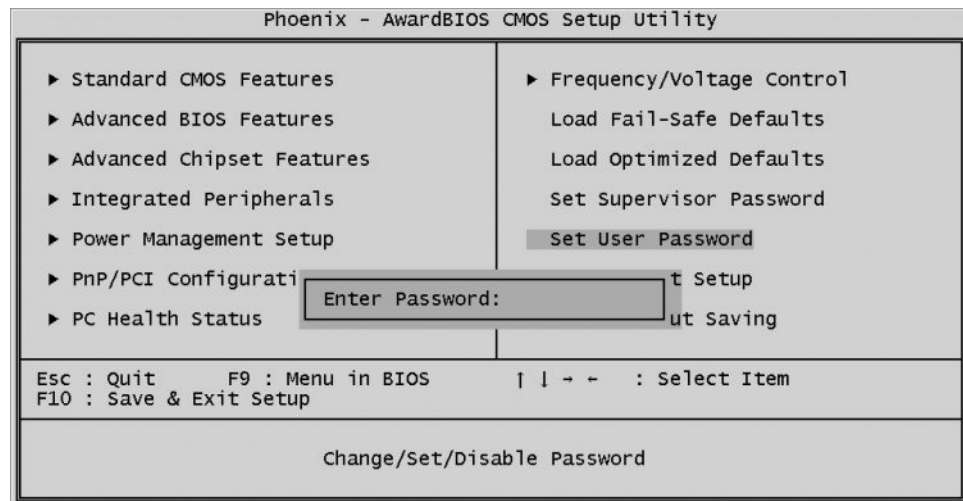 Phoenix - AwardBIOS CMOS Setup Utility
▶ Standard CMOS Features
▶ Advanced BIOS Features
▶ Advanced Chipset Features
▶ Integrated Peripherals
▶ Power Management Setup
▶ PnP/PCI Configurati
▶ PC Health Status
▶ Frequency/Voltage Control
Load Fail-Safe Defaults
Load Optimized Defaults
Set Supervisor Password
Set User Password
t Setup
ut Saving
Enter Password:
Esc : Quit F9 : Menu in BIOS ↑ ↓ → ← : Select Item
F10 : Save & Exit Setup
Change/Set/Disable Password